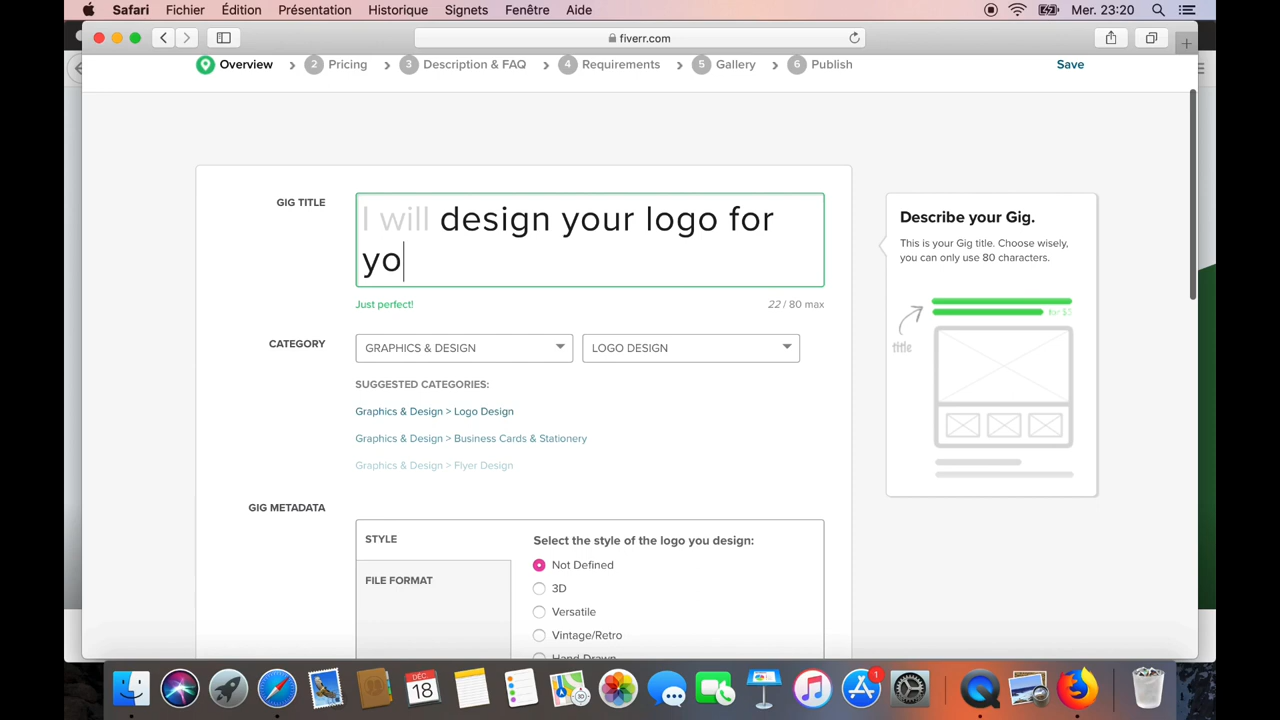 Safari Fichier Édition Présentation Historique Signets Fenêtre Aide Mer. 23:20
fiverr.com
Overview 2 Pricing 3 Description & FAQ 4 Requirements 5 Gallery 6 Publish Save
GIG TITLE
I will design your logo for
yo
Just perfect!
22 / 80 max
Describe your Gig.
This is your Gig title. Choose wisely,
you can only use 80 characters.
for $5
title
CATEGORY
GRAPHICS & DESIGN
LOGO DESIGN
SUGGESTED CATEGORIES:
Graphics & Design > Logo Design
Graphics & Design > Business Cards & Stationery
Graphics & Design > Flyer Design
GIG METADATA
STYLE
FILE FORMAT
Select the style of the logo you design:
Not Defined
3D
Versatile
Vintage/Retro
Hand-Drawn
DÉC
18
1